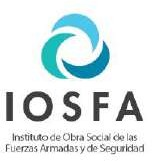 IOSFA
Instituto de Obra Social de las
Fuerzas Armadas y de Seguridad